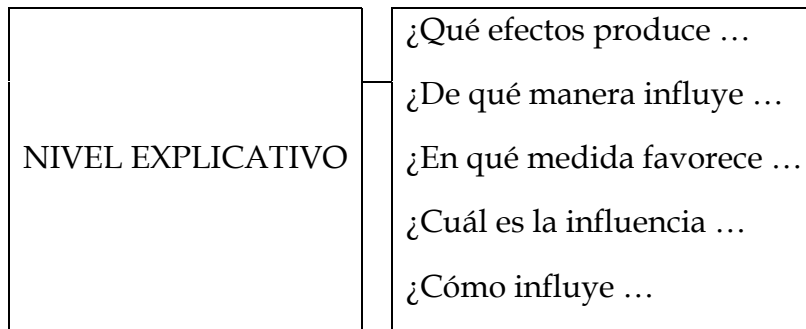 ¿Qué efectos produce …
¿De qué manera influye …
NIVEL EXPLICATIVO
¿En qué medida favorece …
¿Cuál es la influencia …
¿Cómo influye …